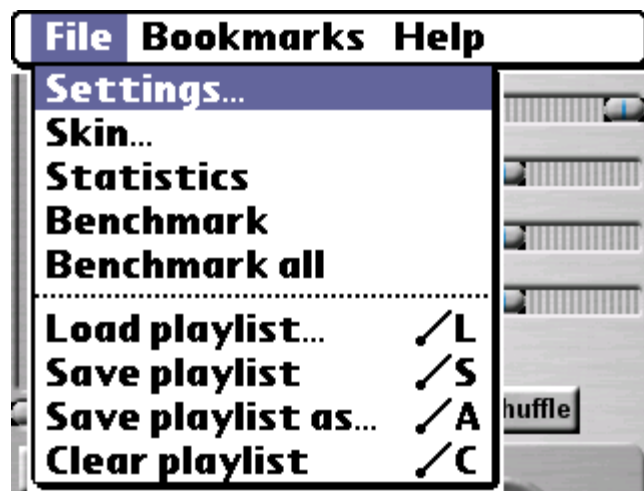 File Bookmarks Help
Settings...
Skin...
Statistics
Benchmark
Benchmark all
Load playlist... /L
Save playlist /S
Save playlist as... /A
huffle
Clear playlist /C